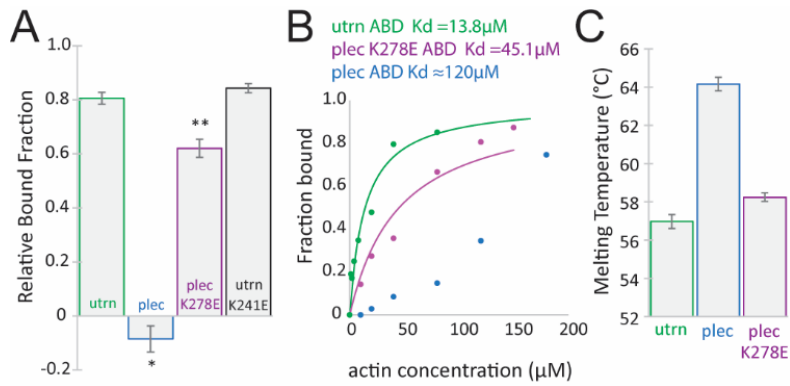 A
Relative Bound Fraction
1.0
0.8
0.6
0.4
0.2
0
-0.2
utrn
plec
*
**
plec
K278E
utrn
K241E
B
utrn ABD Kd =13.8μM
plec K278E ABD Kd =45.1μM
plec ABD Kd ≈120μM
Fraction bound
1.0
0.8
0.6
0.4
0.2
0
0
50
100
150
200
actin concentration (μM)
C
Melting Temperature (°C)
66
64
62
60
58
56
54
52
utrn
plec
plec
K278E